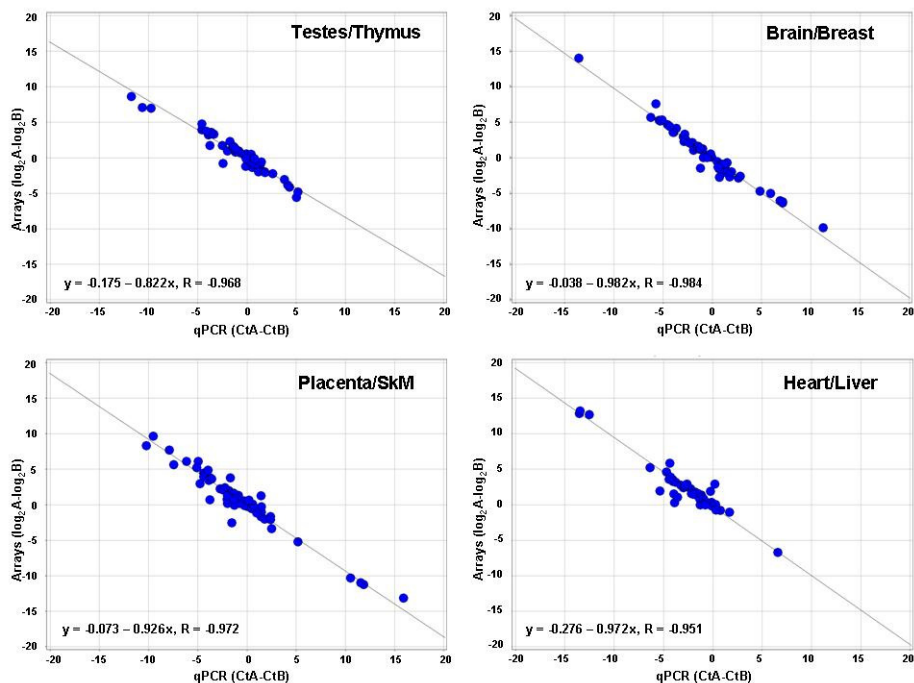 Testes/Thymus
20
15
10
5
0
-5
-10
-15
-20
Arrays (log₂A-log₂B)
y = -0.175 – 0.822x, R = -0.968
-20 -15 -10 -5 0 5 10 15 20
qPCR (CtA-CtB)
Brain/Breast
20
15
10
5
0
-5
-10
-15
-20
Arrays (log₂A-log₂B)
y = -0.038 – 0.982x, R = -0.984
-20 -15 -10 -5 0 5 10 15 20
qPCR (CtA-CtB)
Placenta/SkM
20
15
10
5
0
-5
-10
-15
-20
Arrays (log₂A-log₂B)
y = -0.073 – 0.926x, R = -0.972
-20 -15 -10 -5 0 5 10 15 20
qPCR (CtA-CtB)
Heart/Liver
20
15
10
5
0
-5
-10
-15
-20
Arrays (log₂A-log₂B)
y = -0.276 – 0.972x, R = -0.951
-20 -15 -10 -5 0 5 10 15 20
qPCR (CtA-CtB)